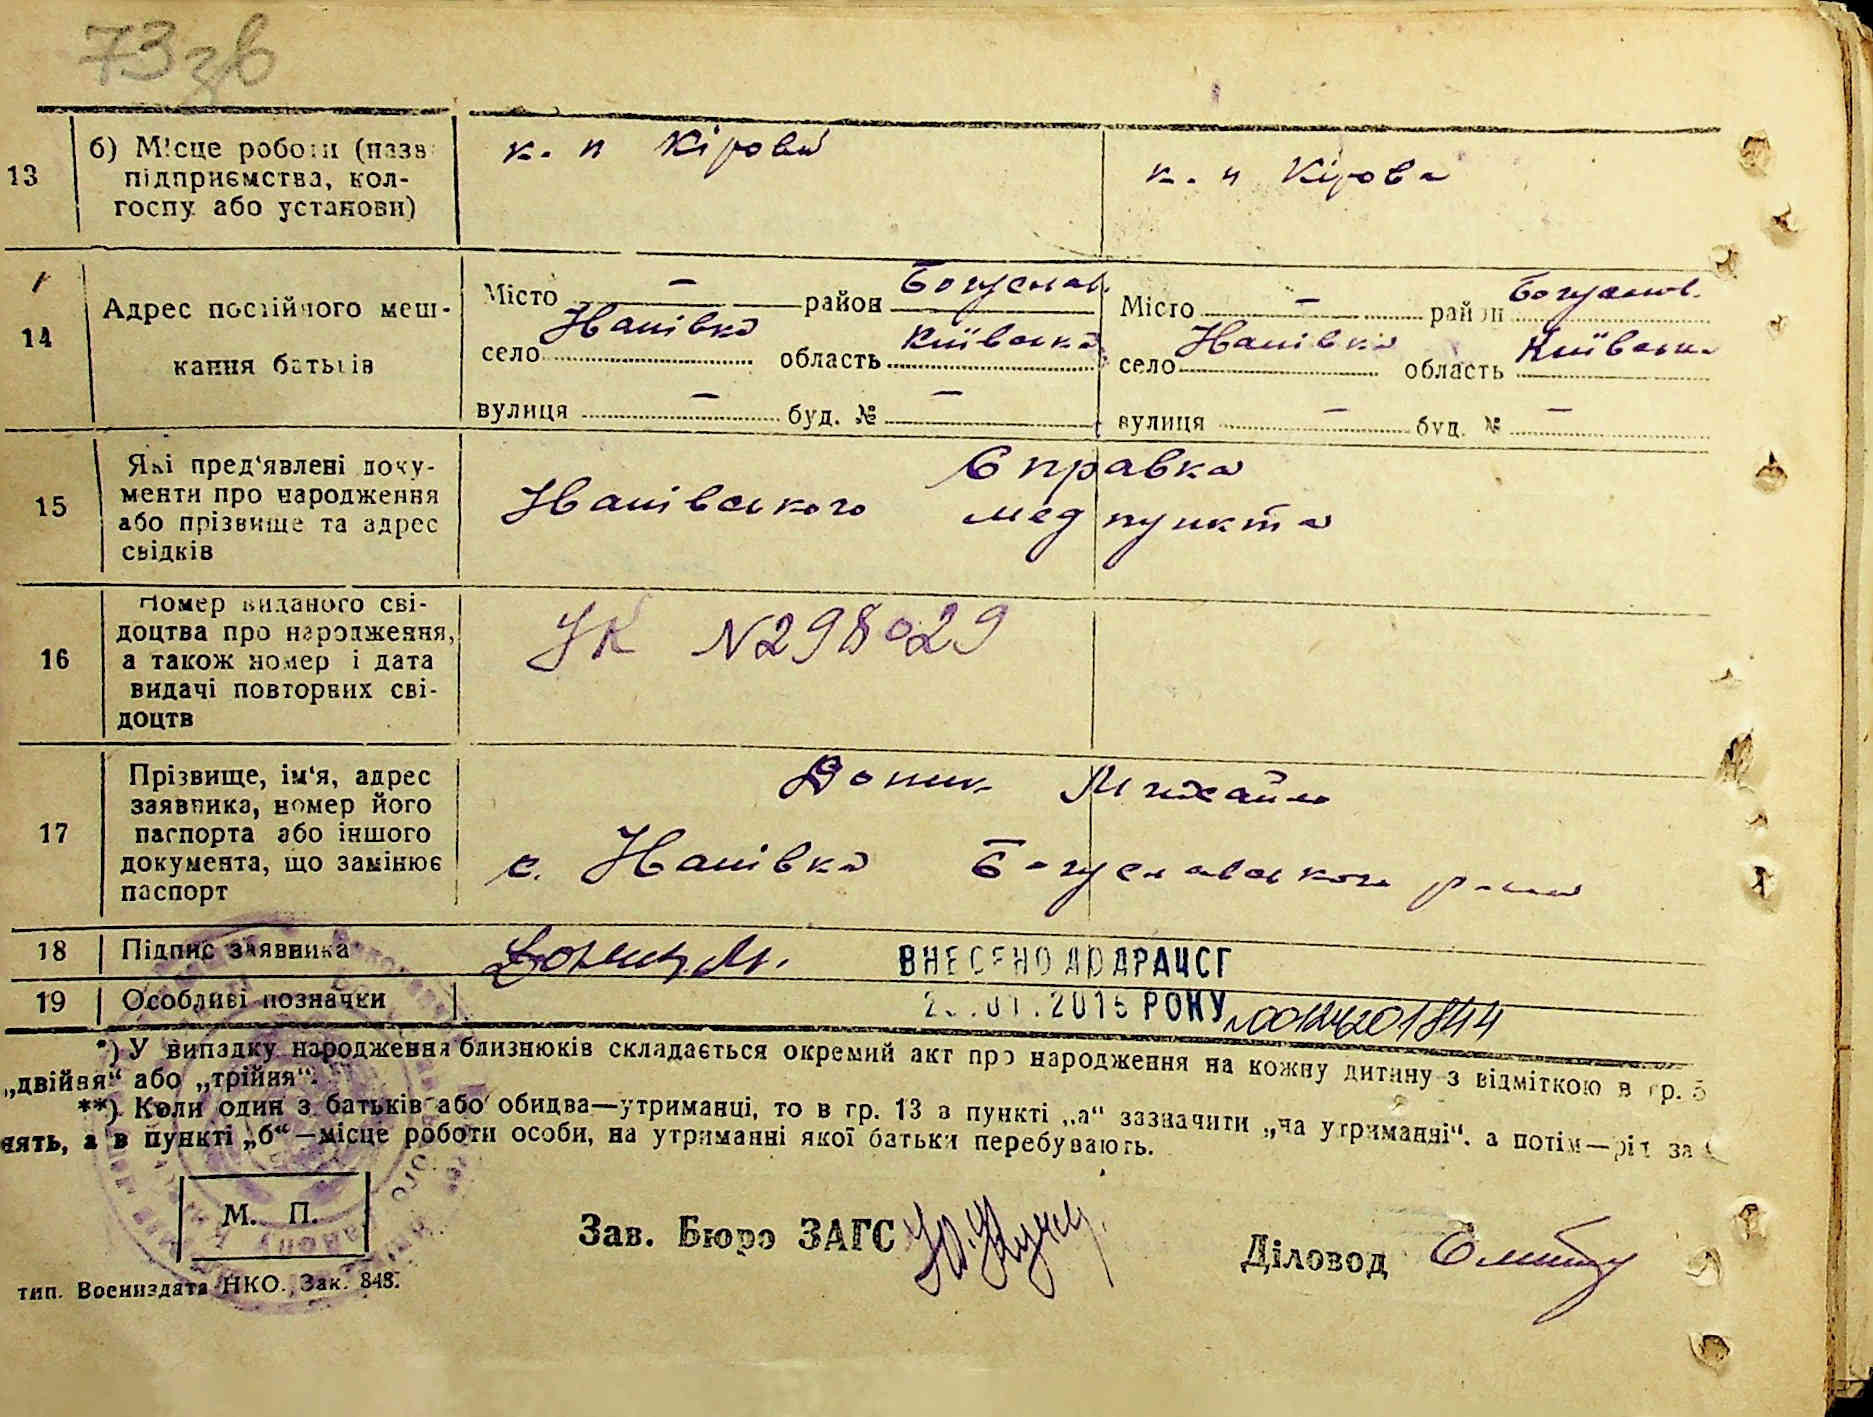 73зв
13
б) Місце роботи (назва підприємства, колгоспу або установи)
к. п Кірова
к. п Кірова
14
Адрес постійного мешкання батьків
Місто — район Богуслав
село Нащівка область Київська
вулиця — буд. № —
Місто — район Богуслав.
село Нащівка область Київська
вулиця — буд. № —
15
Які пред'явлені документи про народження або прізвище та адрес свідків
Справка
медпункта
16
Номер виданого свідоцтва про народження, а також номер і дата видачі повторних свідоцтв
УК N298029
17
Прізвище, ім'я, адрес заявника, номер його паспорта або іншого документа, що замінює паспорт
Михайло
с. Богуславського
18
Підпис заявника
ВНЕСЕНО ДО ДРАЦСГ
19
Особливі позначки
.01.2015 РОКУ
*) У випадку народження близнюків складається окремий акт про народження на кожну дитину з відміткою в гр. 5
„двійня“ або „трійня“.
**) Коли один з батьків або обидва—утриманці, то в гр. 13 в пункті „а“ зазначити „на утриманні“, а потім—рід за
нять, а в пункті „б“—місце роботи особи, на утриманні якої батьки перебувають.
М. П.
Зав. Бюро ЗАГС
Діловод
тип. Воениздата НКО. Зак. 848.